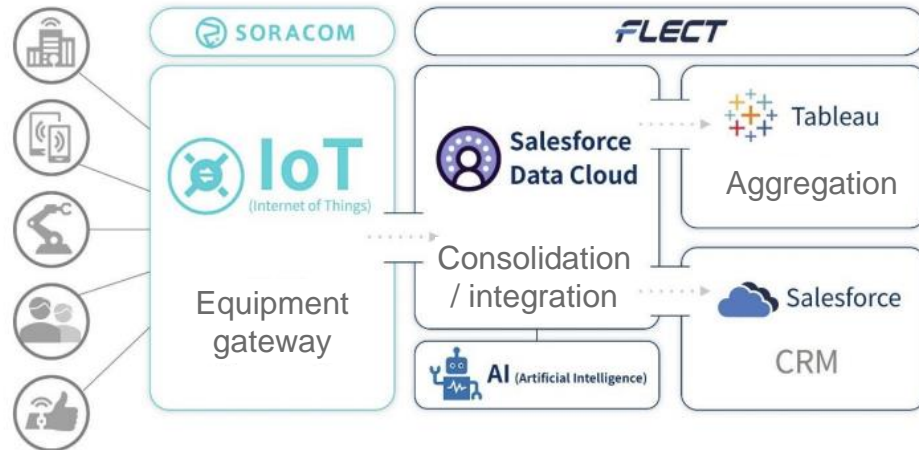 SORACOM
FLECT
IoT
(Internet of Things)
Equipment
gateway
Salesforce
Data Cloud
Consolidation
/ integration
AI (Artificial Intelligence)
Tableau
Aggregation
Salesforce
CRM